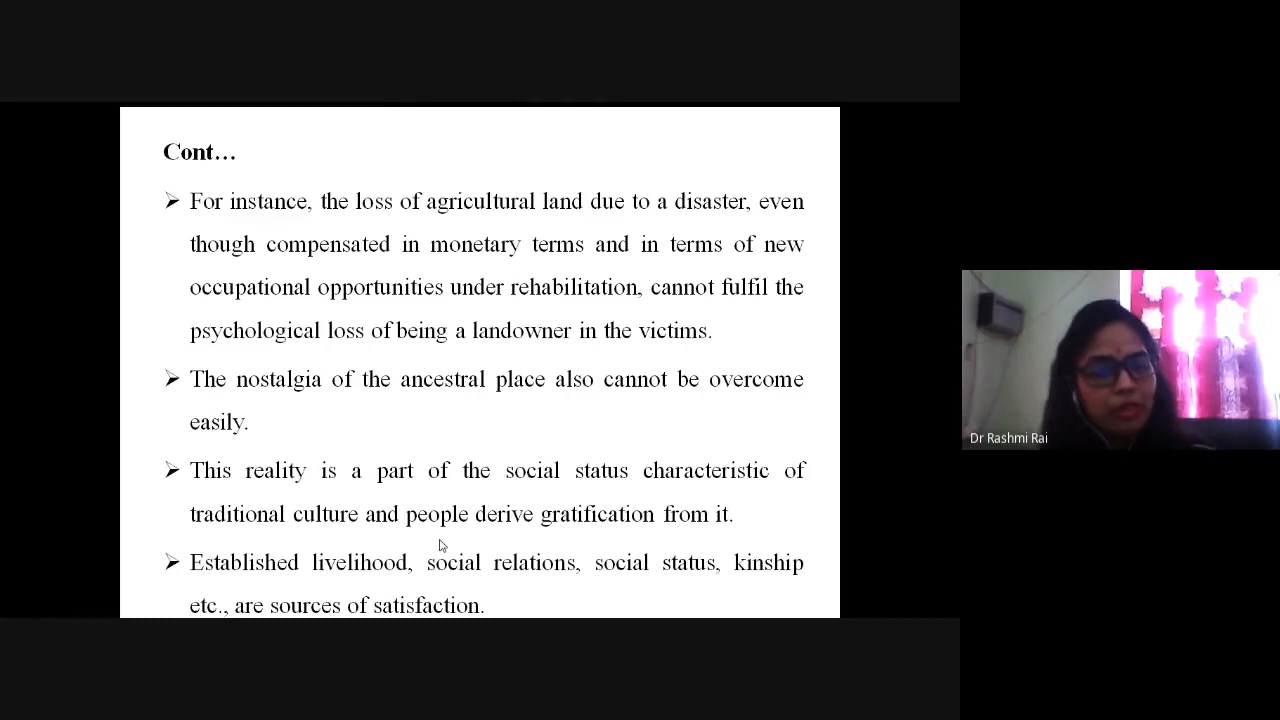 Cont…
➢ For instance, the loss of agricultural land due to a disaster, even
though compensated in monetary terms and in terms of new
occupational opportunities under rehabilitation, cannot fulfil the
psychological loss of being a landowner in the victims.
➢ The nostalgia of the ancestral place also cannot be overcome
easily.
➢ This reality is a part of the social status characteristic of
traditional culture and people derive gratification from it.
➢ Established livelihood, social relations, social status, kinship
etc., are sources of satisfaction.
Dr Rashmi Rai